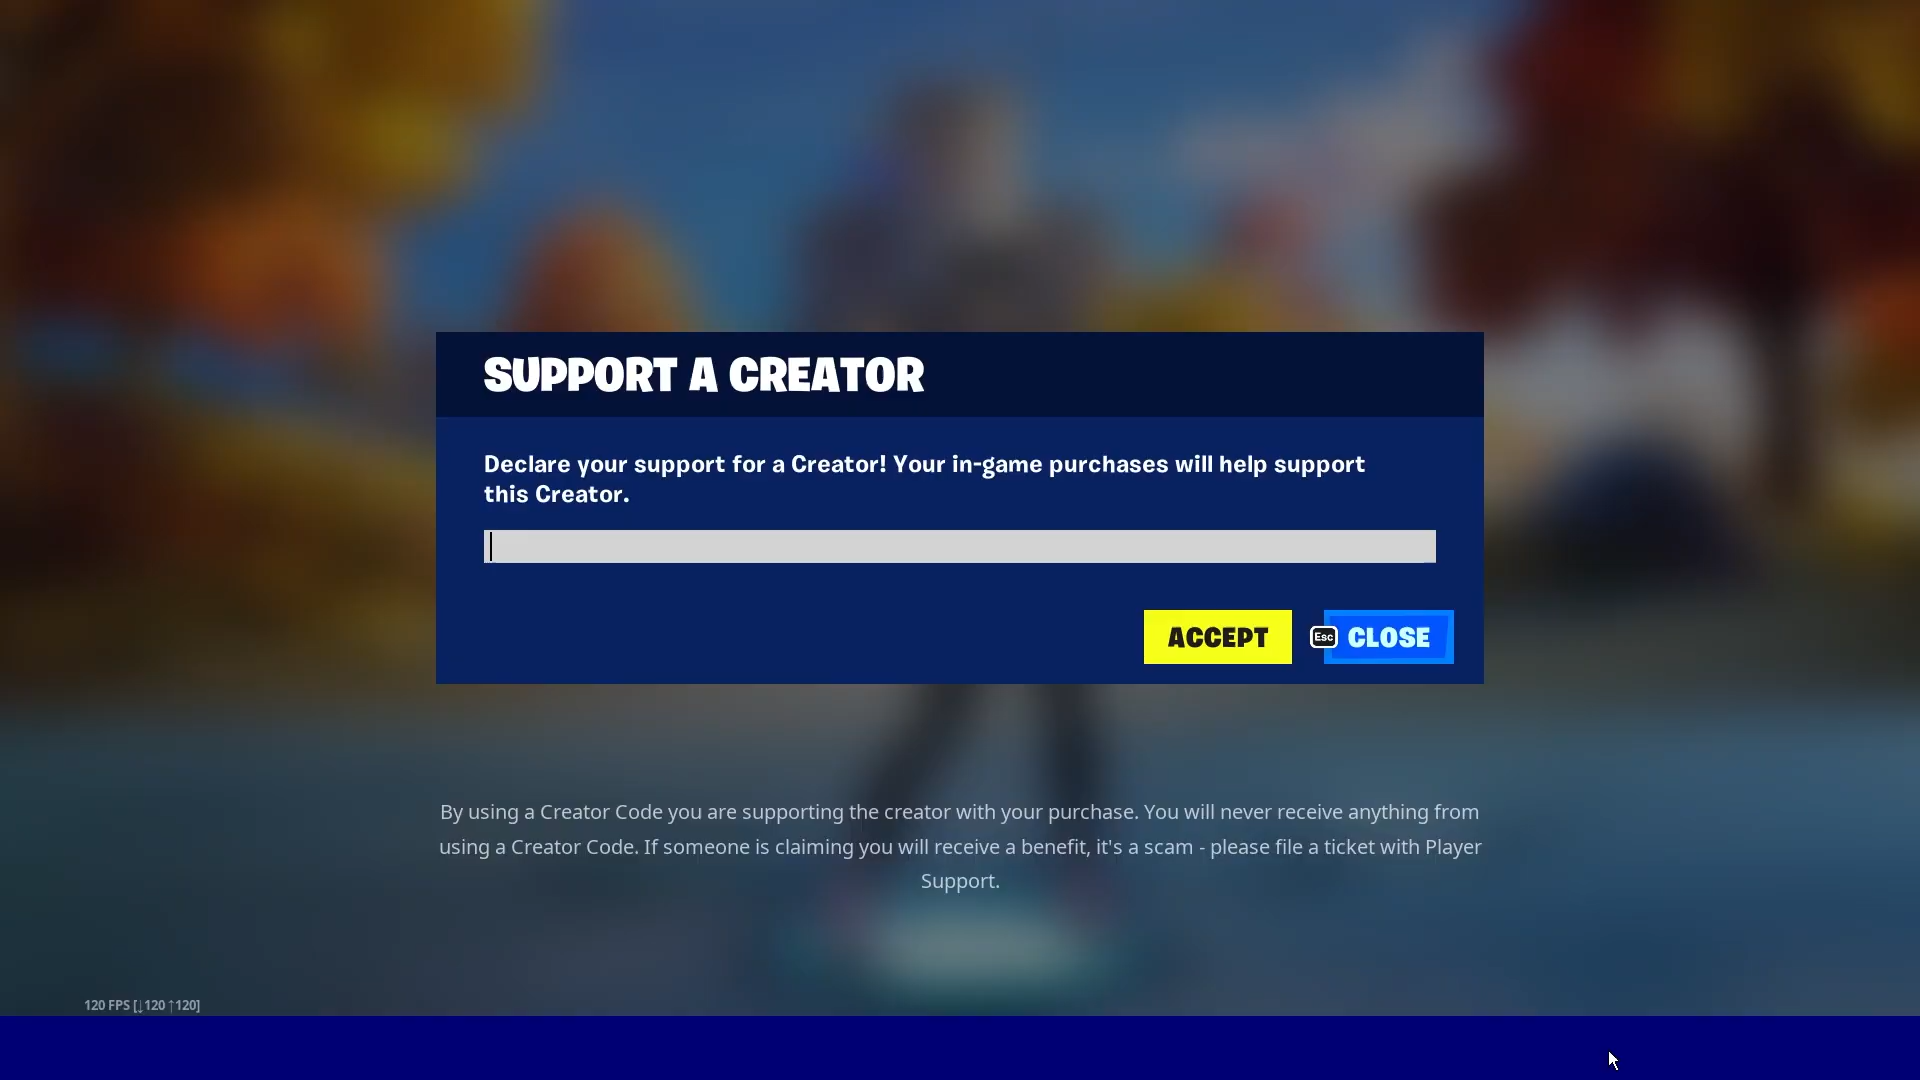 SUPPORT A CREATOR
Declare your support for a Creator! Your in-game purchases will help support
this Creator.
ACCEPT
Esc CLOSE
By using a Creator Code you are supporting the creator with your purchase. You will never receive anything from
using a Creator Code. If someone is claiming you will receive a benefit, it's a scam - please file a ticket with Player
Support.
120 FPS [↓120 ↑120]